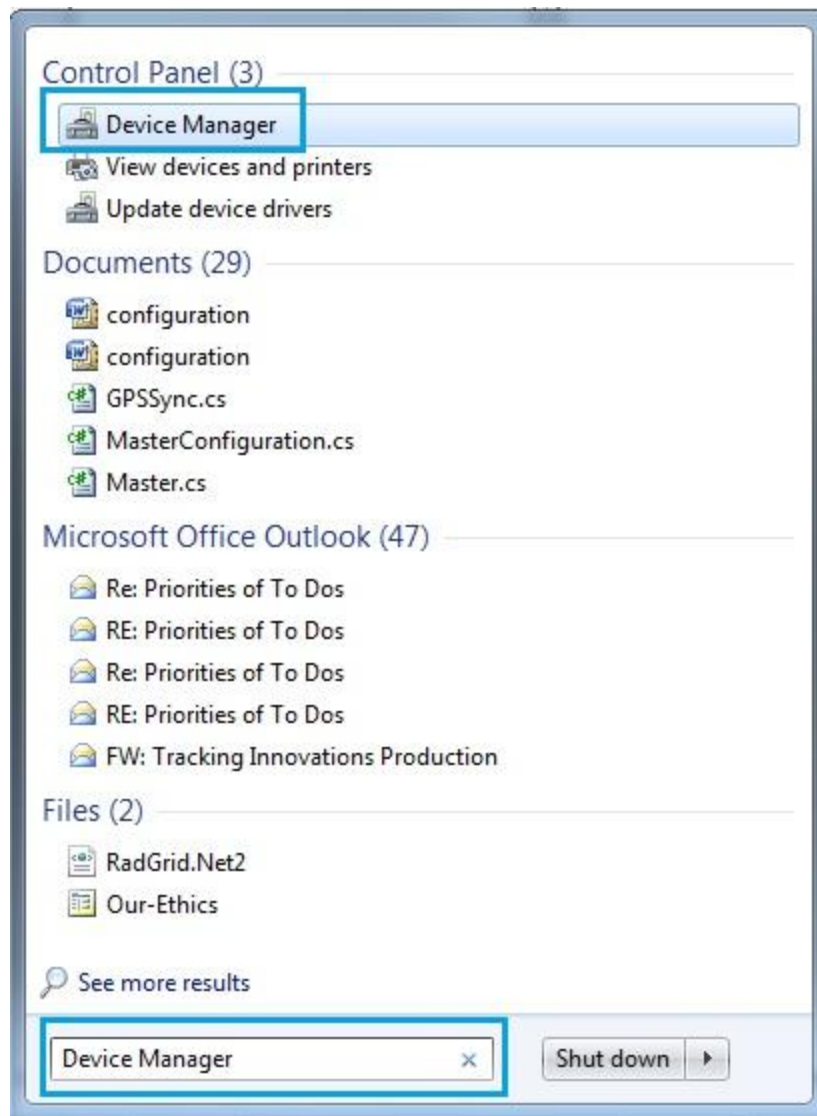 Control Panel (3)
Device Manager
View devices and printers
Update device drivers
Documents (29)
configuration
configuration
GPSSync.cs
MasterConfiguration.cs
Master.cs
Microsoft Office Outlook (47)
Re: Priorities of To Dos
RE: Priorities of To Dos
Re: Priorities of To Dos
RE: Priorities of To Dos
FW: Tracking Innovations Production
Files (2)
RadGrid.Net2
Our-Ethics
See more results
Device Manager Shut down